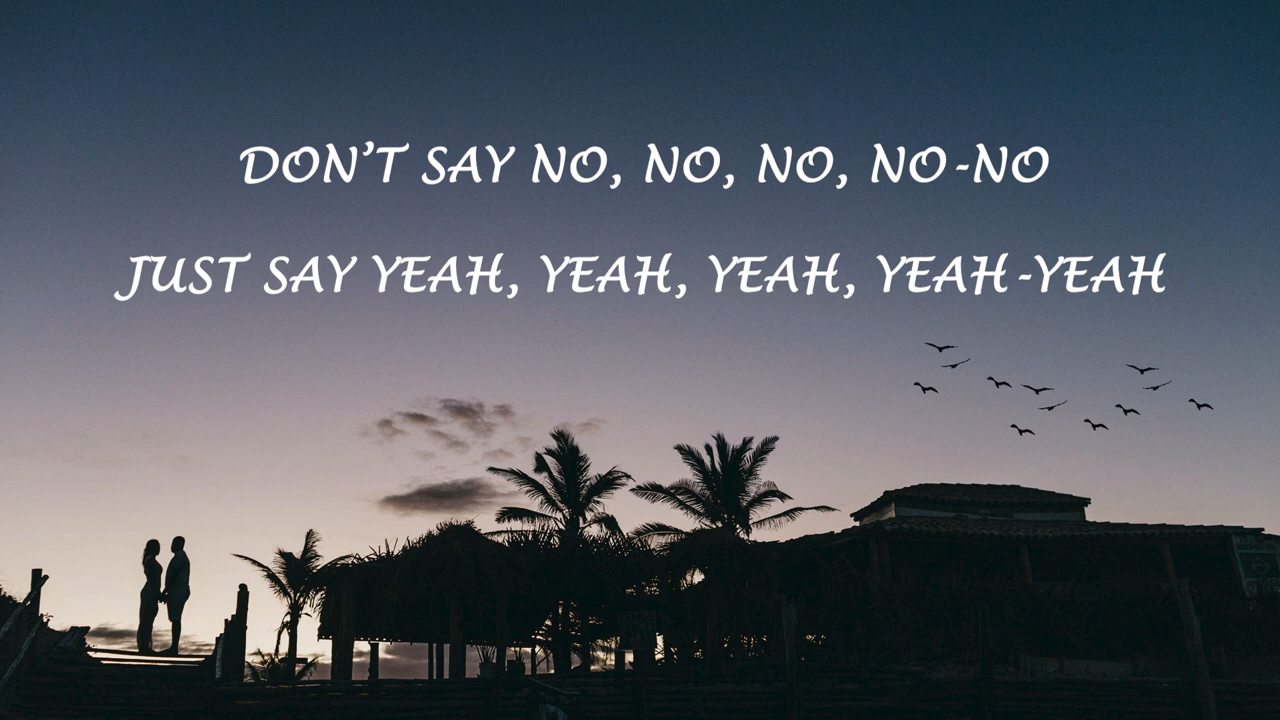 DON’T SAY NO, NO, NO, NO-NO
JUST SAY YEAH, YEAH, YEAH, YEAH-YEAH